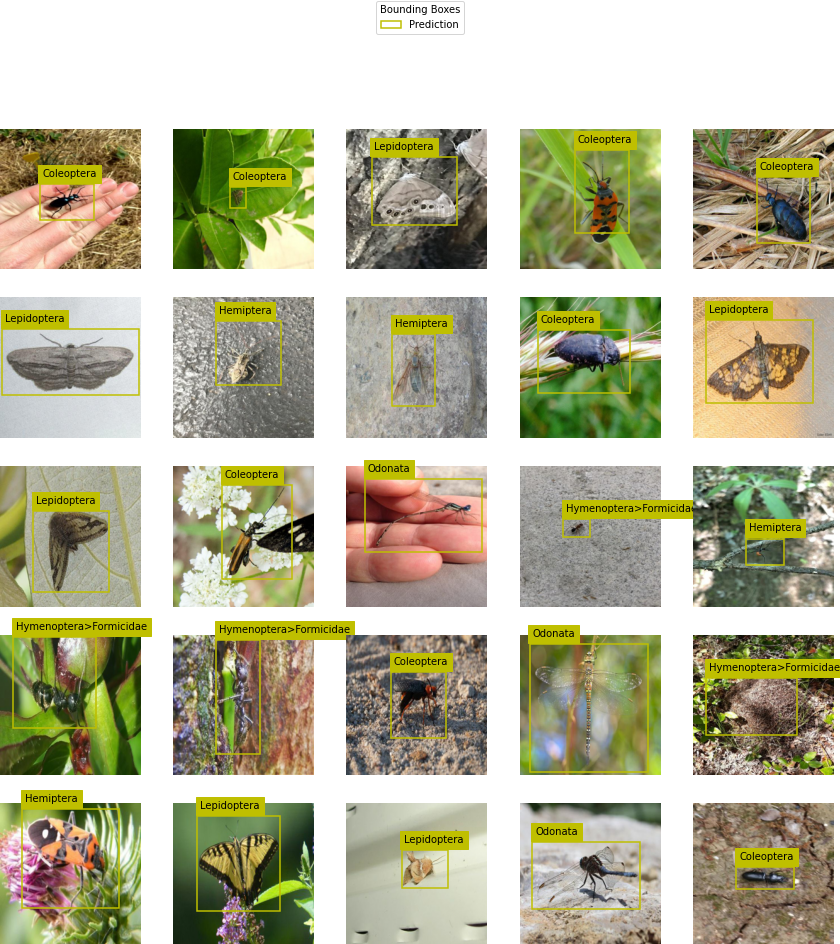 Bounding Boxes
Prediction
Coleoptera
Coleoptera
Lepidoptera
Coleoptera
Coleoptera
Lepidoptera
Hemiptera
Hemiptera
Coleoptera
Lepidoptera
Lepidoptera
Coleoptera
Odonata
Hymenoptera>Formicidae
Hemiptera
Hymenoptera>Formicidae
Hymenoptera>Formicidae
Coleoptera
Odonata
Hymenoptera>Formicidae
Hemiptera
Lepidoptera
Lepidoptera
Odonata
Coleoptera